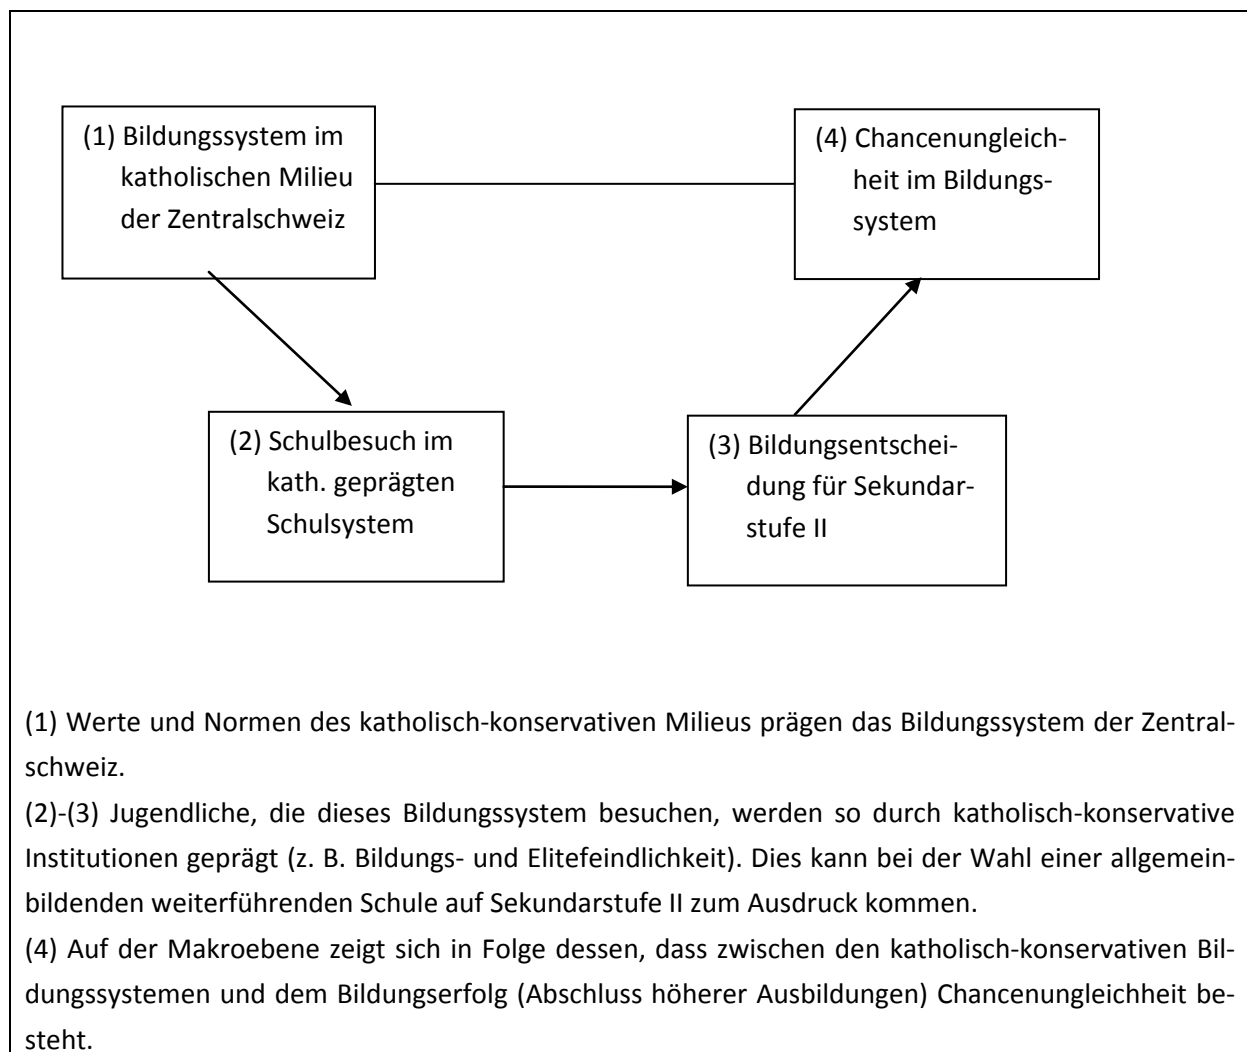 (1) Bildungssystem im
katholischen Milieu
der Zentralschweiz
(4) Chancenungleich-
heit im Bildungs-
system
(2) Schulbesuch im
kath. geprägten
Schulsystem
(3) Bildungsentschei-
dung für Sekundar-
stufe II
(1) Werte und Normen des katholisch-konservativen Milieus prägen das Bildungssystem der Zentral-
schweiz.
(2)-(3) Jugendliche, die dieses Bildungssystem besuchen, werden so durch katholisch-konservative
Institutionen geprägt (z. B. Bildungs- und Elitefeindlichkeit). Dies kann bei der Wahl einer allgemein-
bildenden weiterführenden Schule auf Sekundarstufe II zum Ausdruck kommen.
(4) Auf der Makroebene zeigt sich in Folge dessen, dass zwischen den katholisch-konservativen Bil-
dungssystemen und dem Bildungserfolg (Abschluss höherer Ausbildungen) Chancenungleichheit be-
steht.